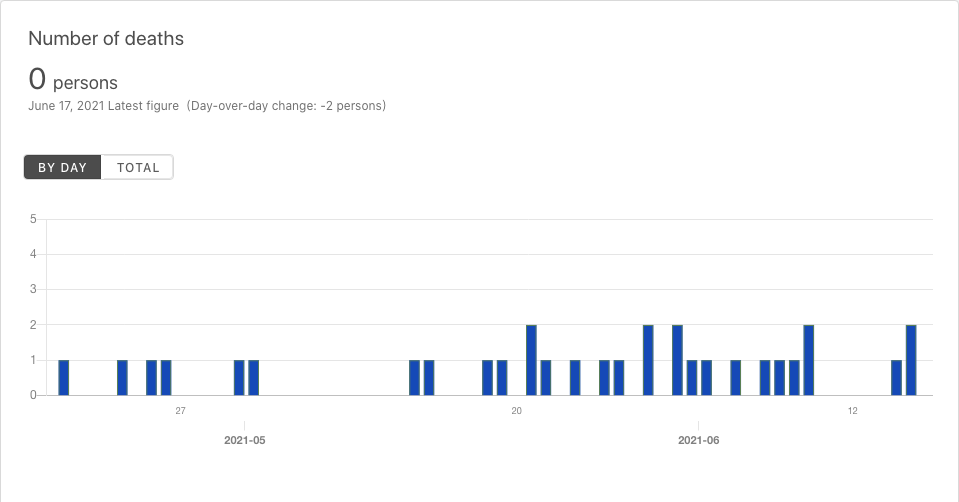 Number of deaths
0 persons
June 17, 2021 Latest figure (Day-over-day change: -2 persons)
BY DAY TOTAL
5
4
3
2
1
0
27 20 12
2021-05 2021-06